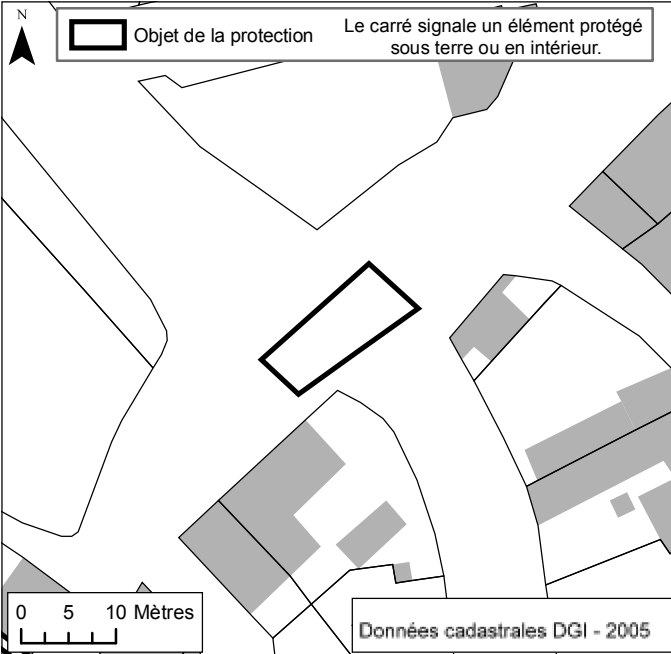 N
Objet de la protection
Le carré signale un élément protégé
sous terre ou en intérieur.
0 5 10 Mètres
Données cadastrales DGI - 2005